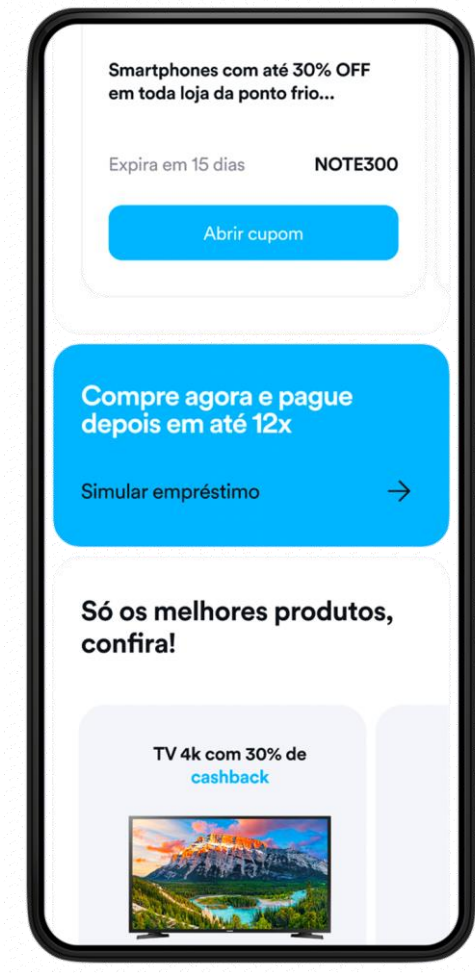 Smartphones com até 30% OFF
em toda loja da ponto frio...
Expira em 15 dias NOTE300
Abrir cupom
Compre agora e pague
depois em até 12x
Simular empréstimo
Só os melhores produtos,
confira!
TV 4k com 30% de
cashback